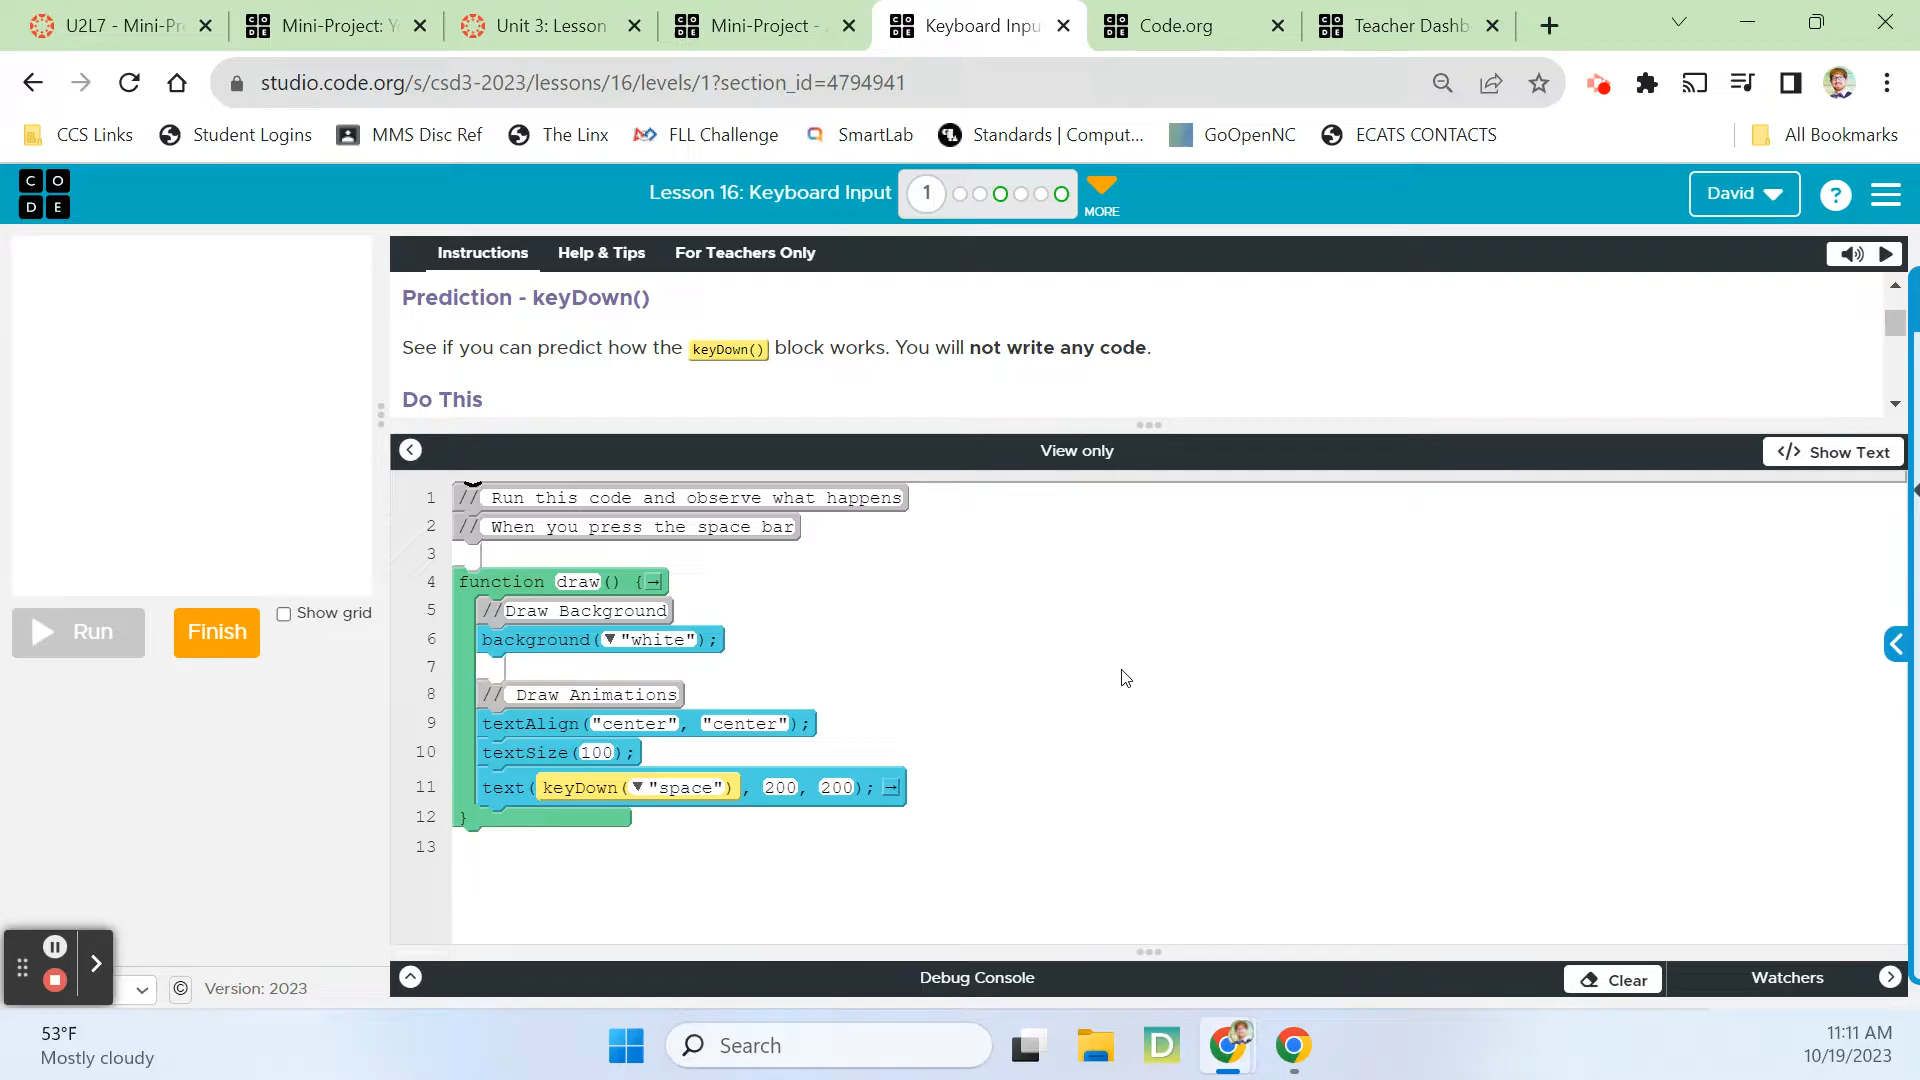 U2L7 - Mini-Pr
Mini-Project: Y
Unit 3: Lesson
Mini-Project -
Keyboard Inpu
Code.org
Teacher Dashb
studio.code.org/s/csd3-2023/lessons/16/levels/1?section_id=4794941
CCS Links
Student Logins
MMS Disc Ref
The Linx
FLL Challenge
SmartLab
Standards | Comput...
GoOpenNC
ECATS CONTACTS
All Bookmarks
C O D E
Lesson 16: Keyboard Input
1
MORE
David
?
Instructions
Help & Tips
For Teachers Only
Prediction - keyDown()
See if you can predict how the keyDown() block works. You will not write any code.
Do This
View only
</> Show Text
1 // Run this code and observe what happens
2 // When you press the space bar
3
4 function draw() {
5 //Draw Background
6 background("white");
7
8 // Draw Animations
9 textAlign("center", "center");
10 textSize(100);
11 text(keyDown("space"), 200, 200);
12 }
13
Run
Finish
Show grid
Debug Console
Clear
Watchers
© Version: 2023
53°F
Mostly cloudy
Search
D
11:11 AM
10/19/2023